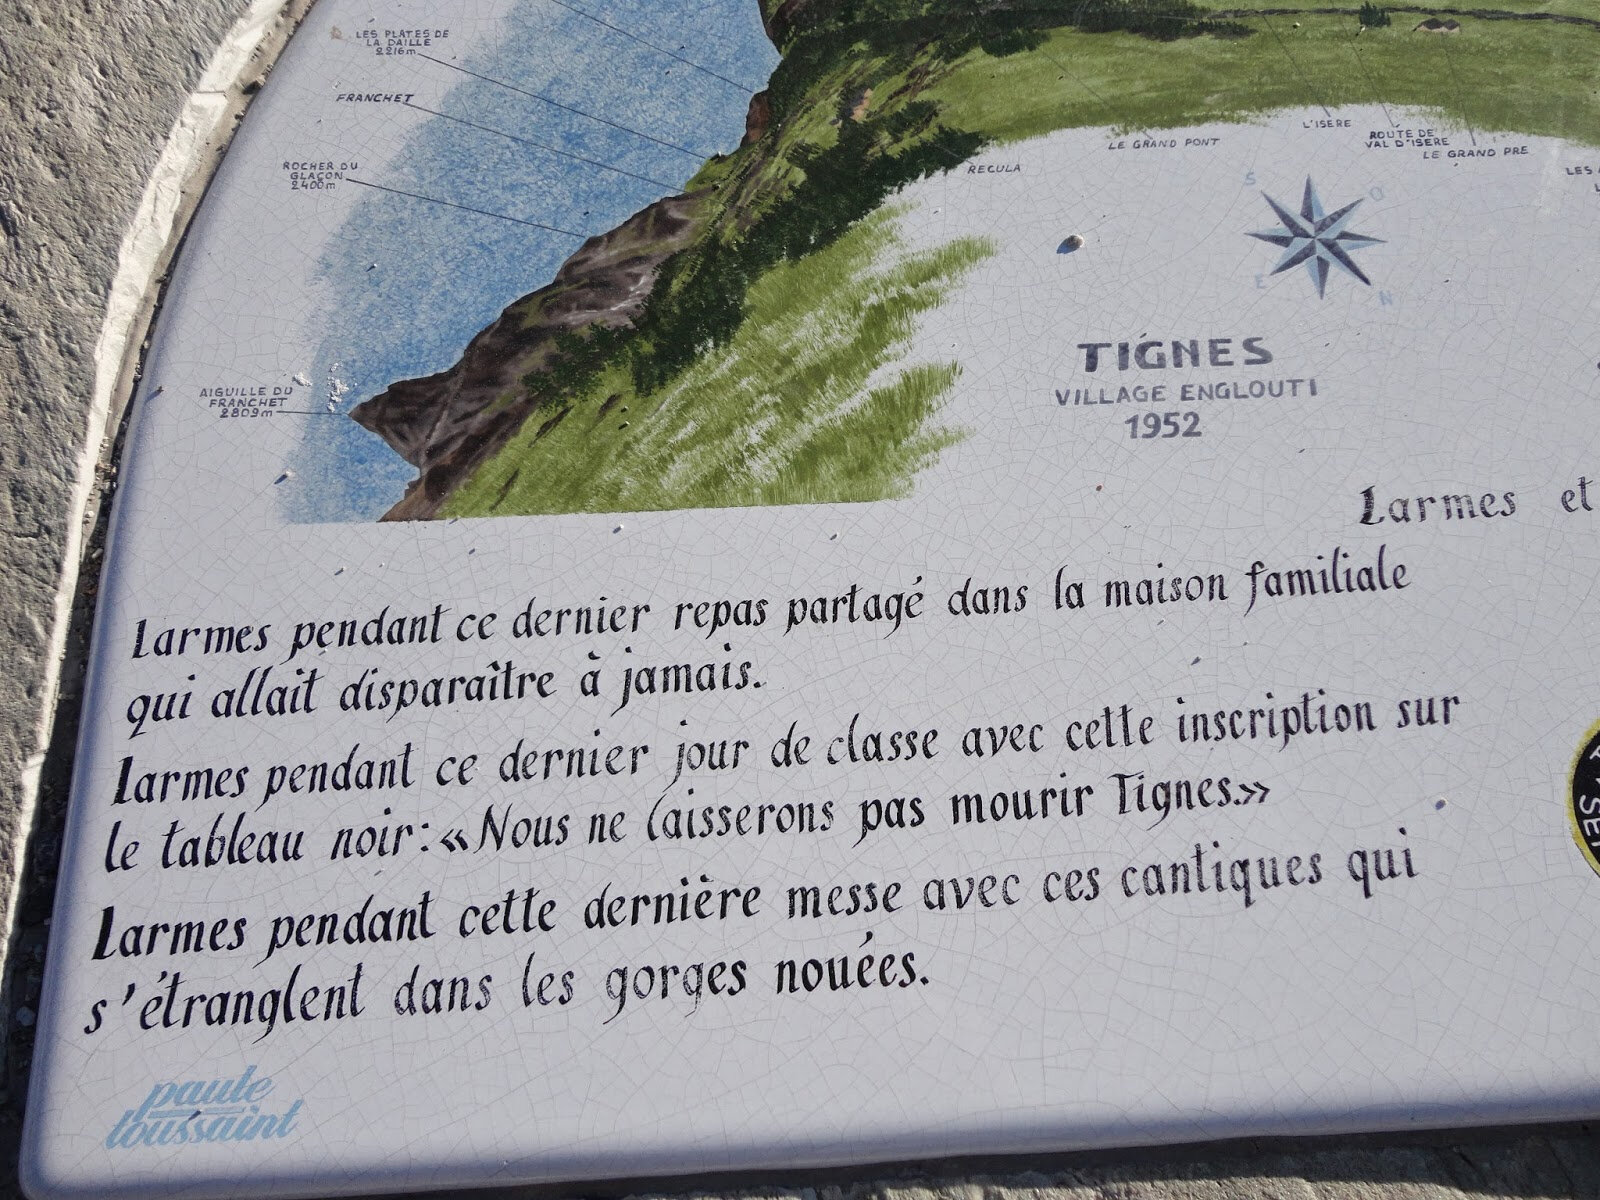 LES PLATES DE
LA DAILLE
2216m
FRANCHET
ROCHER DU
GLAÇON
2400m
AIGUILLE DU
FRANCHET
2809m
RECULA
LE GRAND PONT
L'ISERE
ROUTE DE
VAL D'ISERE
LE GRAND PRE
LES
S O
E N
TIGNES
VILLAGE ENGLOUTI
1952
Larmes et
Larmes pendant ce dernier repas partagé dans la maison familiale
qui allait disparaître à jamais.
Larmes pendant ce dernier jour de classe avec cette inscription sur
le tableau noir: «Nous ne laisserons pas mourir Tignes.»
Larmes pendant cette dernière messe avec ces cantiques qui
s'étranglent dans les gorges nouées.
paule
toussaint